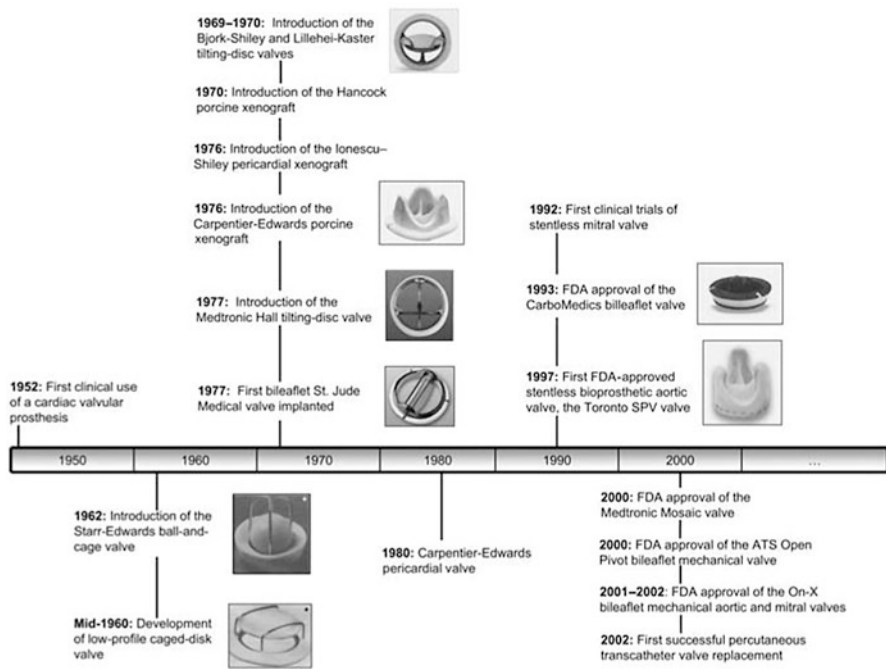 1969–1970: Introduction of the
Bjork-Shiley and Lillehei-Kaster
tilting-disc valves
1970: Introduction of the Hancock
porcine xenograft
1976: Introduction of the Ionescu–
Shiley pericardial xenograft
1976: Introduction of the
Carpentier-Edwards porcine
xenograft
1977: Introduction of the
Medtronic Hall tilting-disc valve
1977: First bileaflet St. Jude
Medical valve implanted
1992: First clinical trials of
stentless mitral valve
1993: FDA approval of the
CarboMedics billeaflet valve
1997: First FDA-approved
stentless bioprosthetic aortic
valve, the Toronto SPV valve
1952: First clinical use
of a cardiac valvular
prosthesis
1950 1960 1970 1980 1990 2000 ...
1962: Introduction of the
Starr-Edwards ball-and-
cage valve
Mid-1960: Development
of low-profile caged-disk
valve
1980: Carpentier-Edwards
pericardial valve
2000: FDA approval of the
Medtronic Mosaic valve
2000: FDA approval of the ATS Open
Pivot bileaflet mechanical valve
2001–2002: FDA approval of the On-X
bileaflet mechanical aortic and mitral valves
2002: First successful percutaneous
transcatheter valve replacement